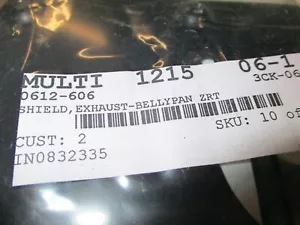 MULTI 1215 06-1
0612-606 3CK-06
SHIELD,EXHAUST-BELLYPAN ZRT
CUST: 2 SKU: 10 of
IN0832335